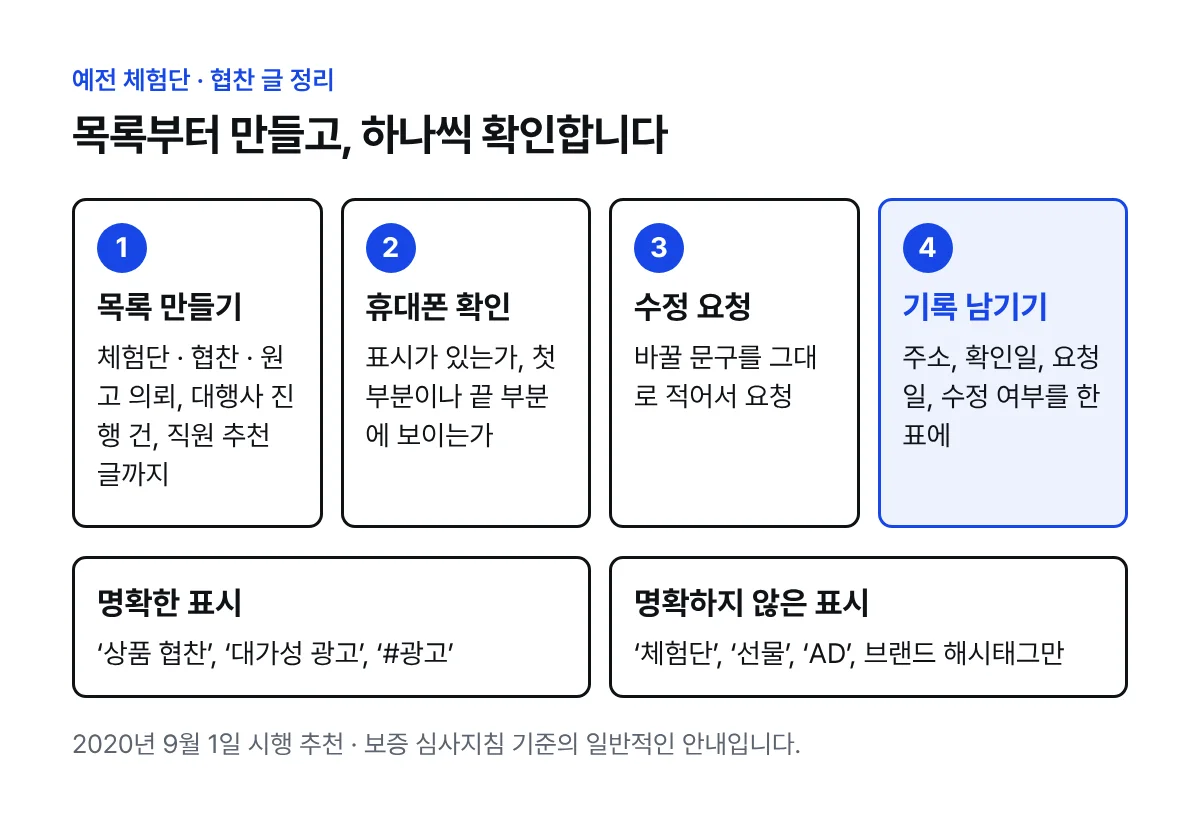 예전 체험단 · 협찬 글 정리
목록부터 만들고, 하나씩 확인합니다
1
목록 만들기
체험단 · 협찬 · 원
고 의뢰, 대행사 진
행 건, 직원 추천
글까지
2
휴대폰 확인
표시가 있는가, 첫
부분이나 끝 부분
에 보이는가
3
수정 요청
바꿀 문구를 그대
로 적어서 요청
4
기록 남기기
주소, 확인일, 요청
일, 수정 여부를 한
표에
명확한 표시
‘상품 협찬’, ‘대가성 광고’, ‘#광고’
명확하지 않은 표시
‘체험단’, ‘선물’, ‘AD’, 브랜드 해시태그만
2020년 9월 1일 시행 추천 · 보증 심사지침 기준의 일반적인 안내입니다.